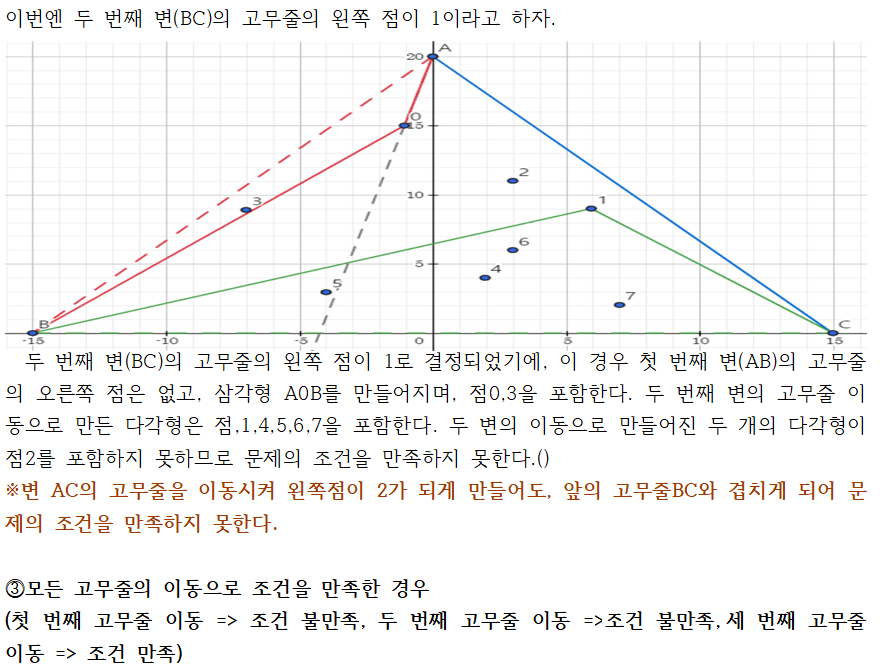 이번엔 두 번째 변(BC)의 고무줄의 왼쪽 점이 1이라고 하자.
A
20
0
15
2
10
3
1
6
5
4
5
7
B
C
-15
-10
-5
0
5
10
15
두 번째 변(BC)의 고무줄의 왼쪽 점이 1로 결정되었기에, 이 경우 첫 번째 변(AB)의 고무줄
의 오른쪽 점은 없고, 삼각형 A0B를 만들어지며, 점0,3을 포함한다. 두 번째 변의 고무줄 이
동으로 만든 다각형은 점,1,4,5,6,7을 포함한다. 두 변의 이동으로 만들어진 두 개의 다각형이
점2를 포함하지 못하므로 문제의 조건을 만족하지 못한다.()
※변 AC의 고무줄을 이동시켜 왼쪽점이 2가 되게 만들어도, 앞의 고무줄BC와 겹치게 되어 문
제의 조건을 만족하지 못한다.
③모든 고무줄의 이동으로 조건을 만족한 경우
(첫 번째 고무줄 이동 => 조건 불만족, 두 번째 고무줄 이동 =>조건 불만족, 세 번째 고무줄
이동 => 조건 만족)